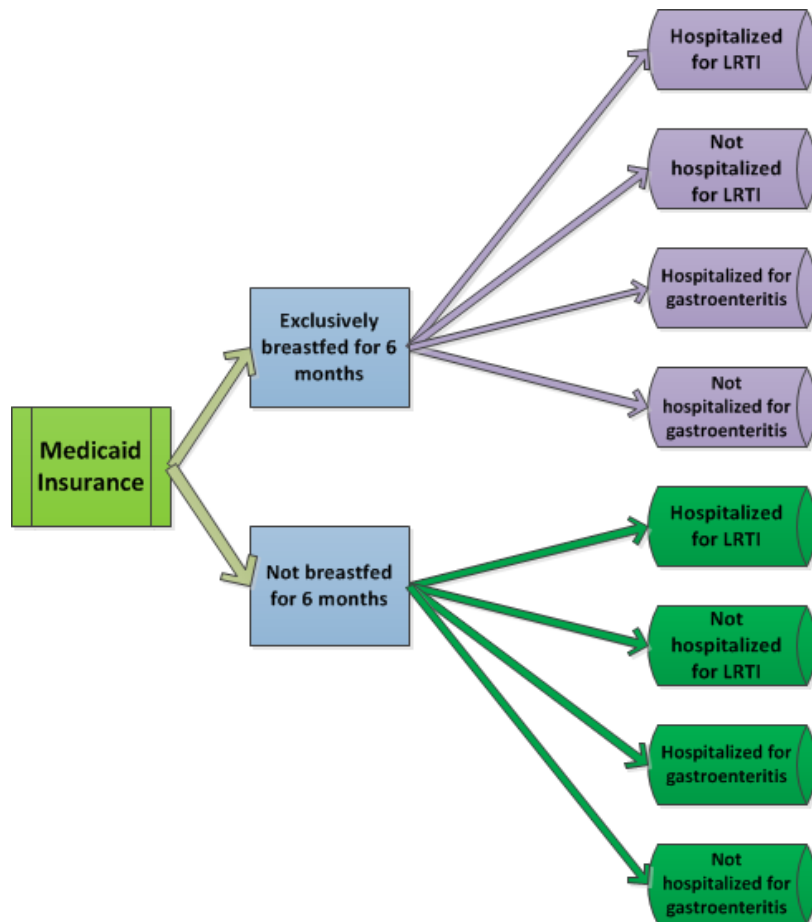 Medicaid
Insurance
Exclusively
breastfed for 6
months
Not breastfed
for 6 months
Hospitalized
for LRTI
Not
hospitalized
for LRTI
Hospitalized for
gastroenteritis
Not
hospitalized for
gastroenteritis
Hospitalized
for LRTI
Not
hospitalized
for LRTI
Hospitalized for
gastroenteritis
Not
hospitalized for
gastroenteritis